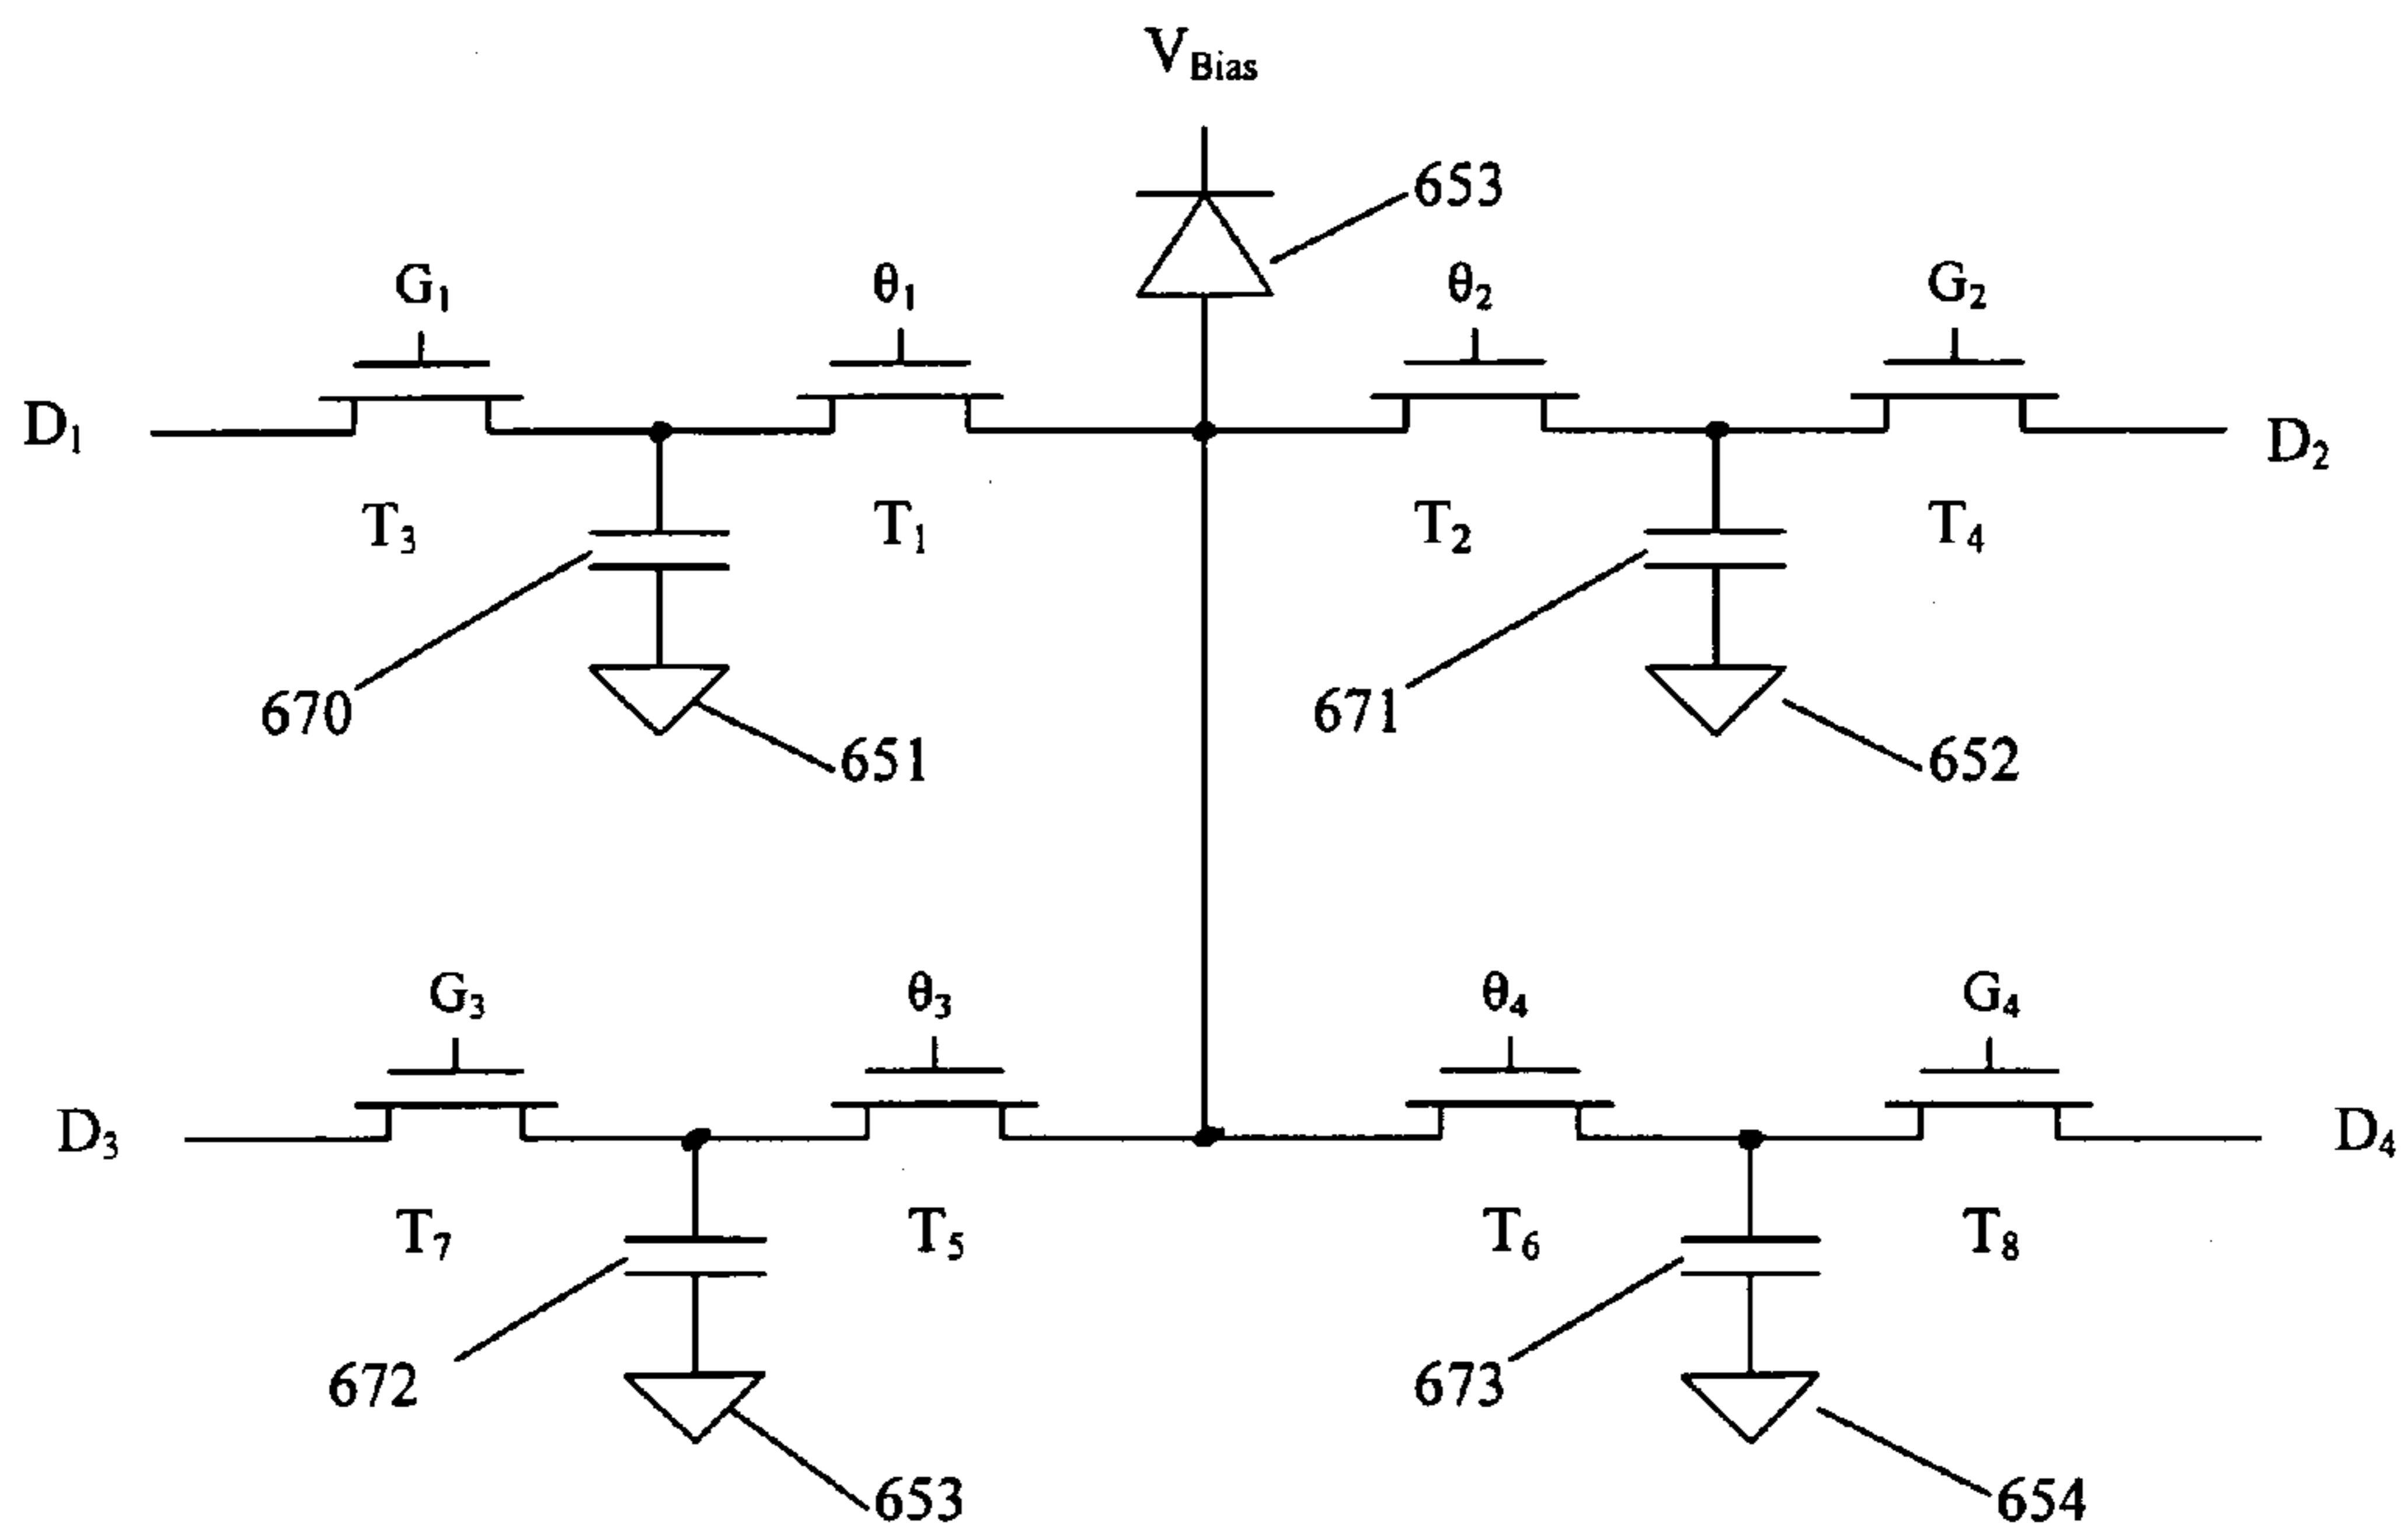 V_Bias
653
G₁
θ₁
θ₂
G₂
D₁
D₂
T₃
T₁
T₂
T₄
670
651
671
652
G₃
θ₃
θ₄
G₄
D₃
D₄
T₇
T₅
T₆
T₈
672
653
673
654